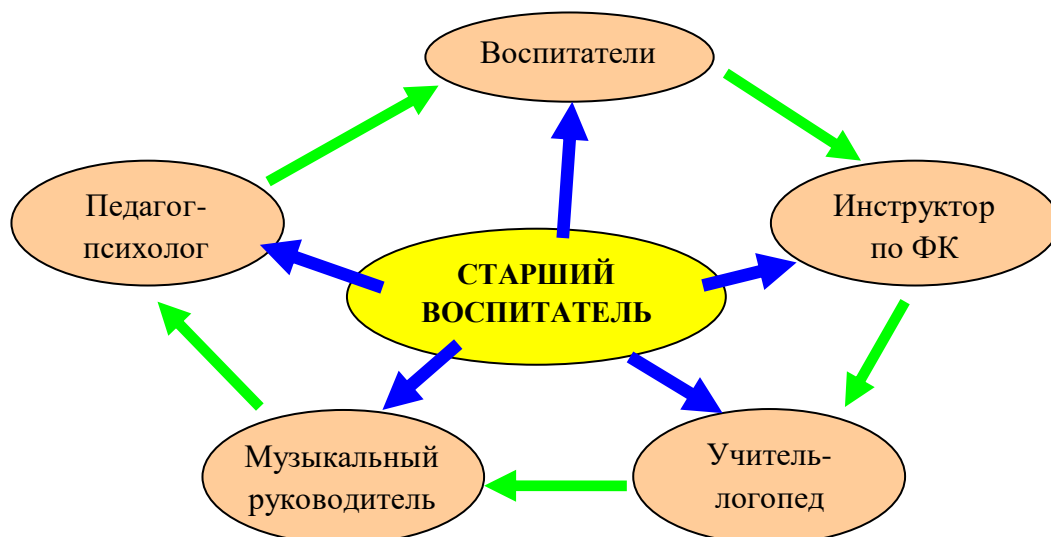 Воспитатели
Педагог-
психолог
Инструктор
по ФК
СТАРШИЙ
ВОСПИТАТЕЛЬ
Музыкальный
руководитель
Учитель-
логопед